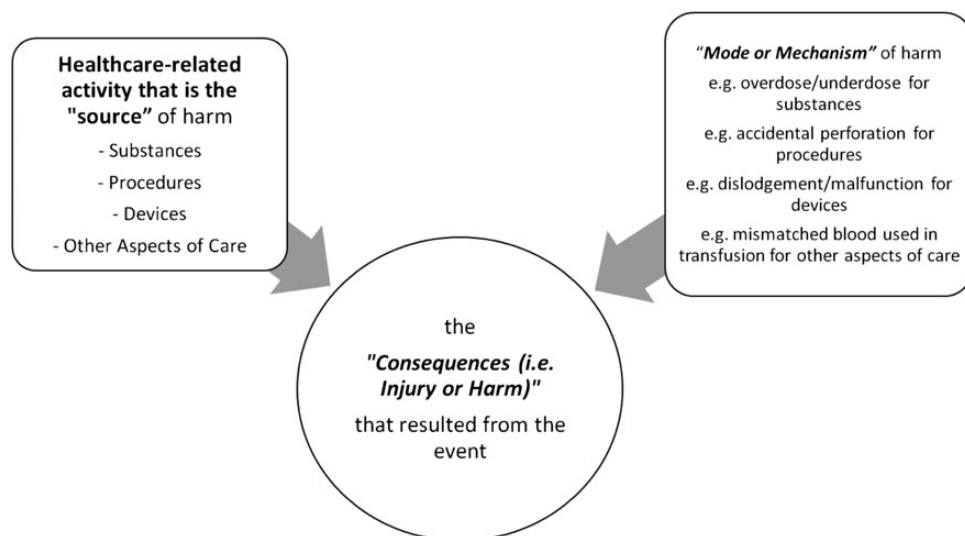 Healthcare-related
activity that is the
"source” of harm
- Substances
- Procedures
- Devices
- Other Aspects of Care
“Mode or Mechanism” of harm
e.g. overdose/underdose for
substances
e.g. accidental perforation for
procedures
e.g. dislodgement/malfunction for
devices
e.g. mismatched blood used in
transfusion for other aspects of care
the
"Consequences (i.e.
Injury or Harm)"
that resulted from the
event